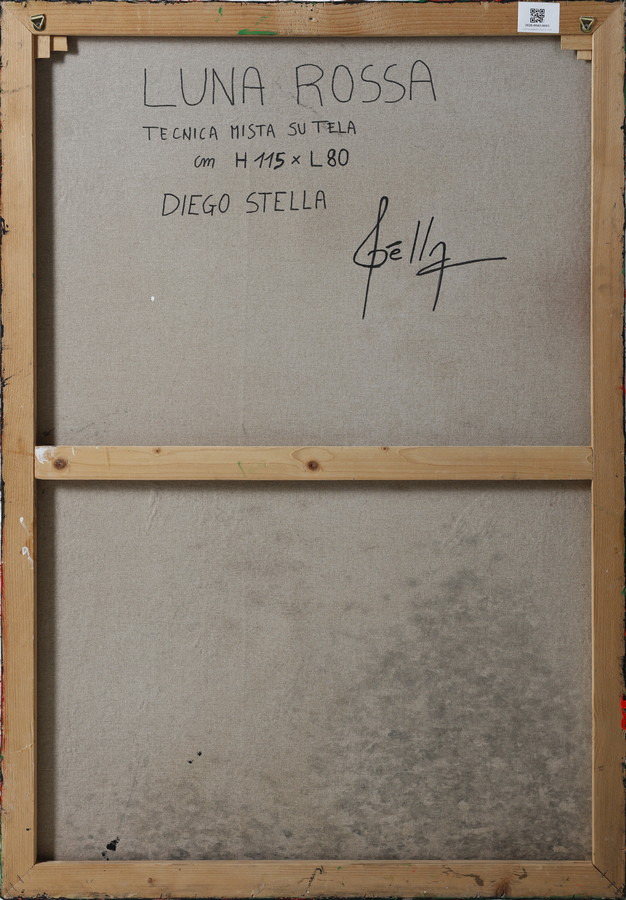 LUNA ROSSA
TECNICA MISTA SU TELA
cm H 115 x L 80
DIEGO STELLA
Stella